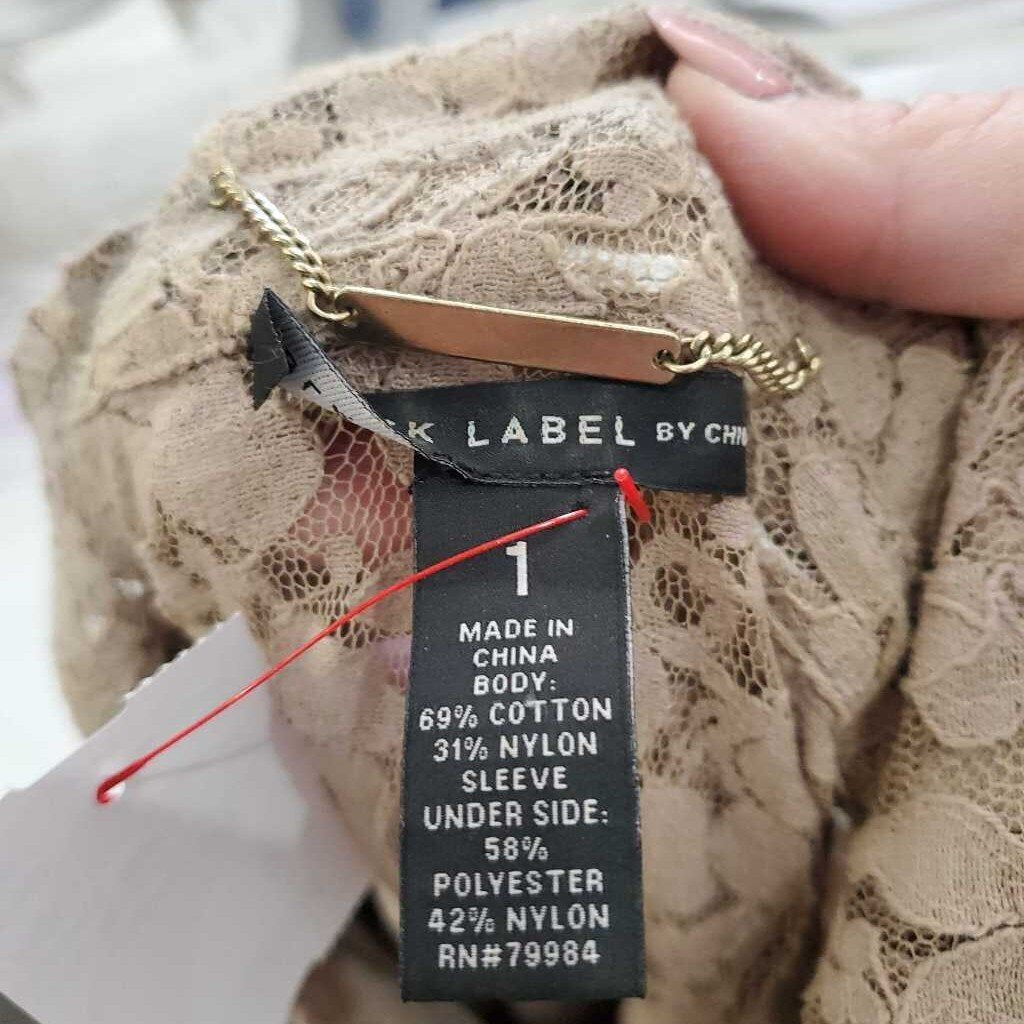 LABEL BY
1
MADE IN
CHINA
BODY:
69% COTTON
31% NYLON
SLEEVE
UNDER SIDE:
58%
POLYESTER
42% NYLON
RN#79984